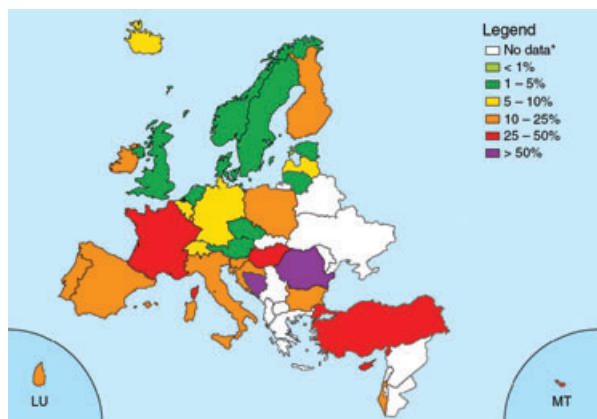 Legend
No data*
< 1%
1 – 5%
5 – 10%
10 – 25%
25 – 50%
> 50%
LU
MT